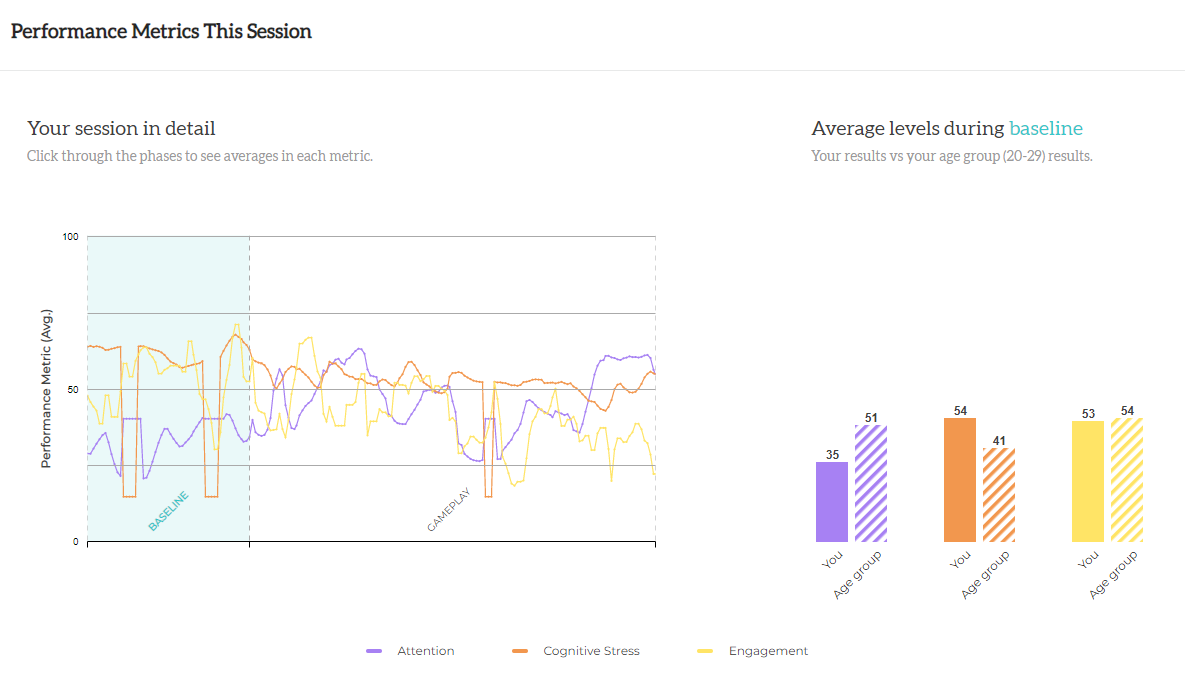 Performance Metrics This Session
Your session in detail
Click through the phases to see averages in each metric.
Average levels during baseline
Your results vs your age group (20-29) results.
100
50
0
Performance Metric (Avg.)
BASELINE
GAMEPLAY
35
51
54
41
53
54
You
Age group
You
Age group
You
Age group
Attention
Cognitive Stress
Engagement